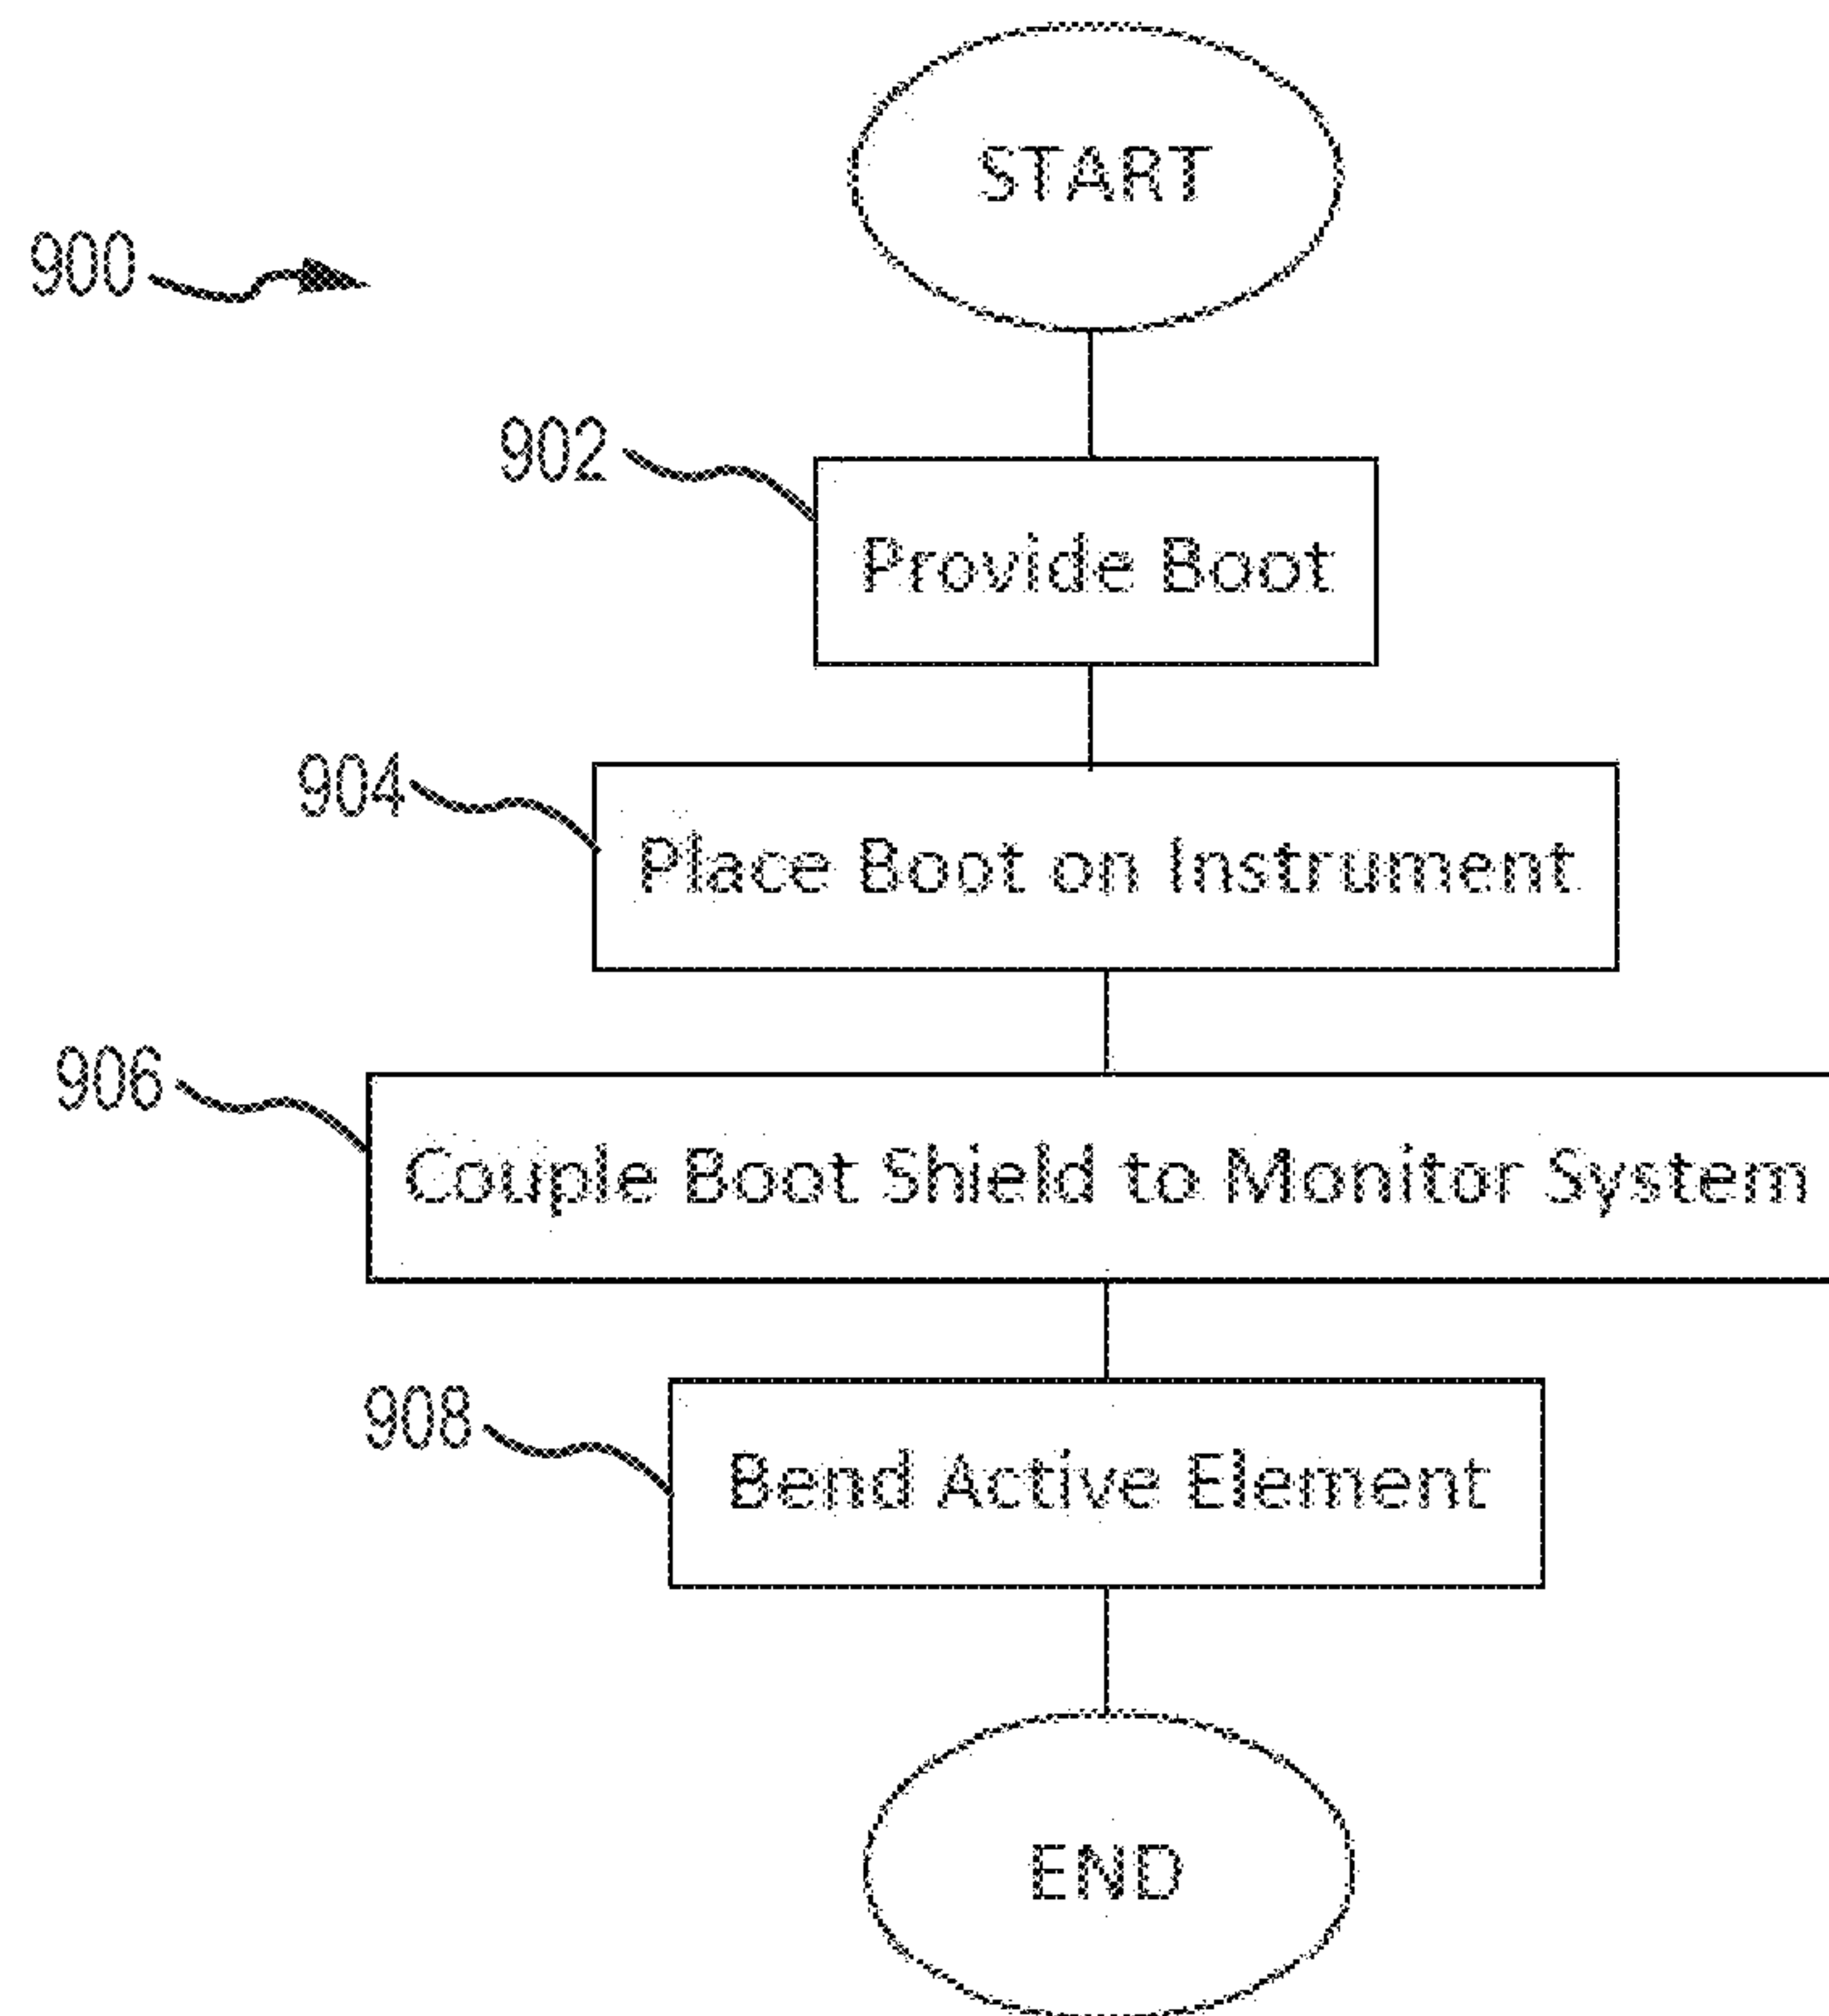 START
900
902
Provide Boot
904
Place Boot on Instrument
906
Couple Boot Shield to Monitor System
908
Bend Active Element
END